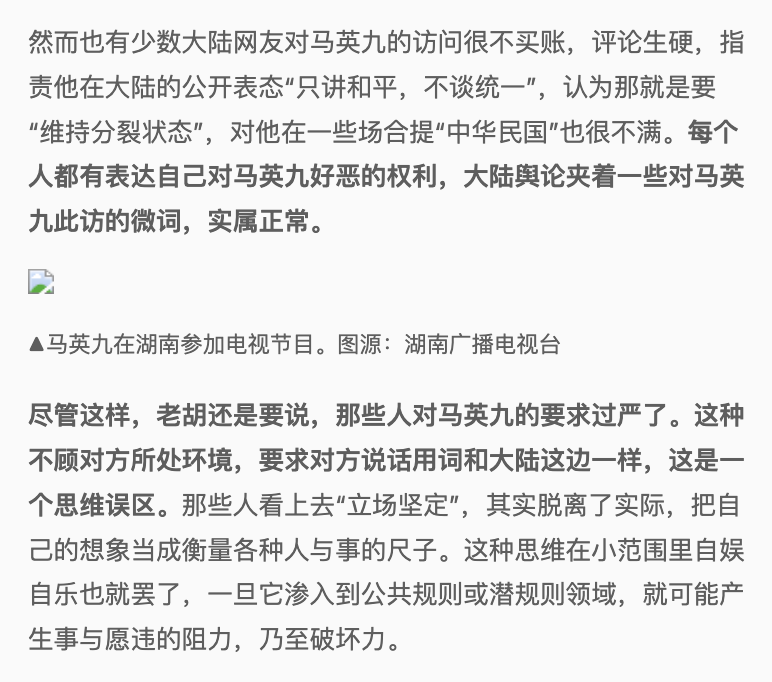 然而也有少数大陆网友对马英九的访问很不买账，评论生硬，指
责他在大陆的公开表态“只讲和平，不谈统一”，认为那就是要
“维持分裂状态”，对他在一些场合提“中华民国”也很不满。每个
人都有表达自己对马英九好恶的权利，大陆舆论夹着一些对马英
九此访的微词，实属正常。
▲马英九在湖南参加电视节目。图源：湖南广播电视台
尽管这样，老胡还是要说，那些人对马英九的要求过严了。这种
不顾对方所处环境，要求对方说话用词和大陆这边一样，这是一
个思维误区。那些人看上去“立场坚定”，其实脱离了实际，把自
己的想象当成衡量各种人与事的尺子。这种思维在小范围里自娱
自乐也就罢了，一旦它渗入到公共规则或潜规则领域，就可能产
生事与愿违的阻力，乃至破坏力。